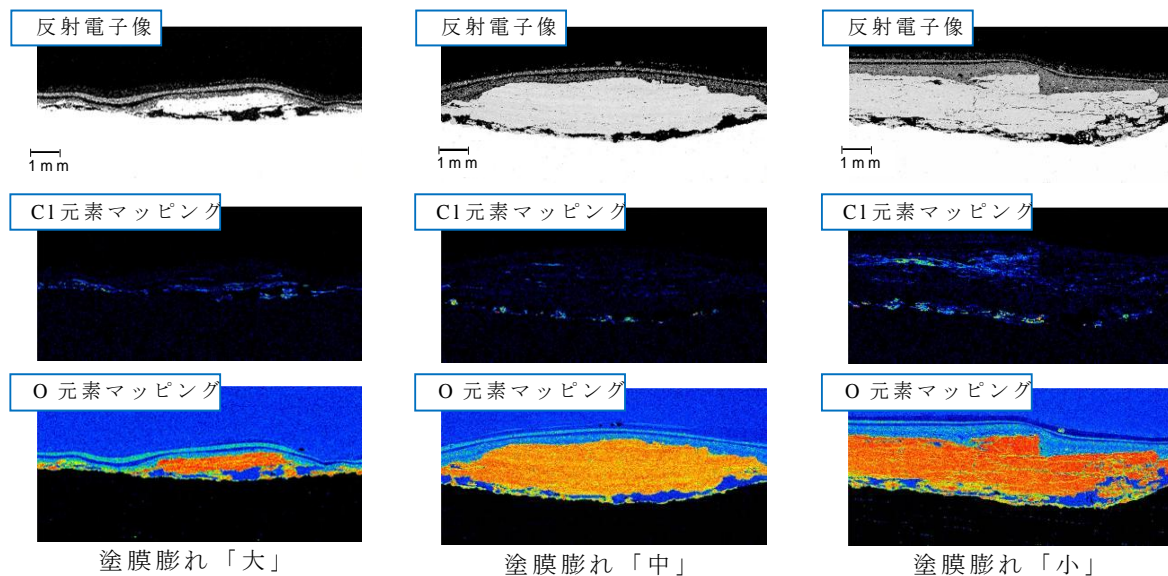 反射電子像
反射電子像
反射電子像
1mm
1mm
1mm
Cl元素マッピング
Cl元素マッピング
Cl元素マッピング
O 元素マッピング
O 元素マッピング
O 元素マッピング
塗膜膨れ「大」
塗膜膨れ「中」
塗膜膨れ「小」